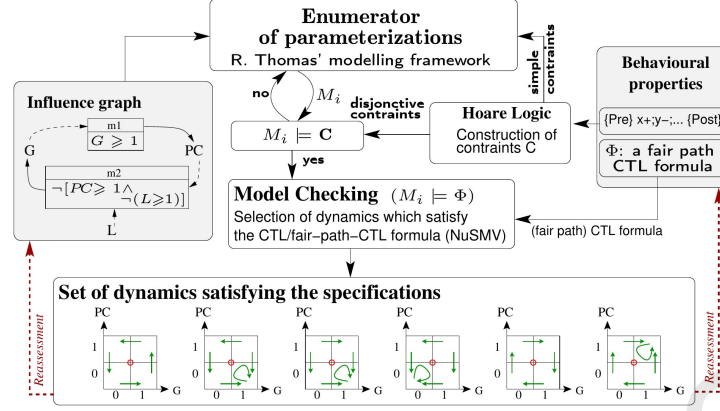 Enumerator
of parameterizations
R. Thomas' modelling framework
simple
contraints
Behavioural
properties
{Pre} x+;y−;... {Post}
Φ: a fair path
CTL formula
Influence graph
m1
G ⩾ 1
G
PC
m2
¬[PC⩾ 1∧
¬(L⩾1)]
L
no
M_i
disjonctive
contraints
M_i ⊨ C
Hoare Logic
Construction of
contraints C
yes
Model Checking (M_i ⊨ Φ)
Selection of dynamics which satisfy
the CTL/fair−path−CTL formula (NuSMV)
(fair path) CTL formula
Reassessment
Reassessment
Set of dynamics satisfying the specifications
PC PC PC PC PC PC
1 1 1 1 1 1
0 0 0 0 0 0
0 1 G 0 1 G 0 1 G 0 1 G 0 1 G 0 1 G